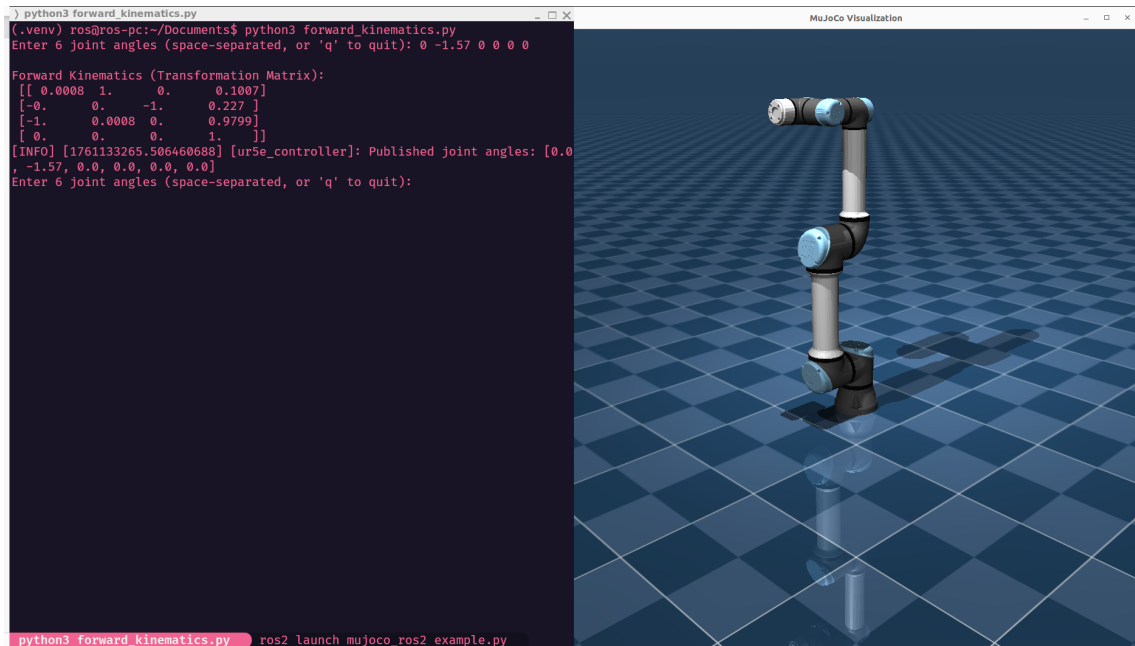 ) python3 forward_kinematics.py
MuJoCo Visualization
(.venv) ros@ros-pc:~/Documents$ python3 forward_kinematics.py
Enter 6 joint angles (space-separated, or 'q' to quit): 0 -1.57 0 0 0 0
Forward Kinematics (Transformation Matrix):
[[ 0.0008  1.      0.      0.1007]
[-0.      0.     -1.      0.227 ]
[-1.      0.0008  0.      0.9799]
[ 0.      0.      0.      1.    ]]
[INFO] [1761133265.506460688] [ur5e_controller]: Published joint angles: [0.0
, -1.57, 0.0, 0.0, 0.0, 0.0]
Enter 6 joint angles (space-separated, or 'q' to quit):
python3 forward_kinematics.py   ros2 launch mujoco_ros2 example.py